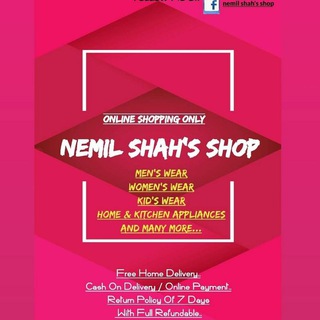 nemil shah's shop
ONLINE SHOPPING ONLY
NEMIL SHAH'S SHOP
MEN'S WEAR
WOMEN'S WEAR
KID'S WEAR
HOME & KITCHEN APPLIANCES
AND MANY MORE...
Free Home Delivery..
Cash On Delivery / Online Payment..
Return Policy Of 7 Days
With Full Refundable..